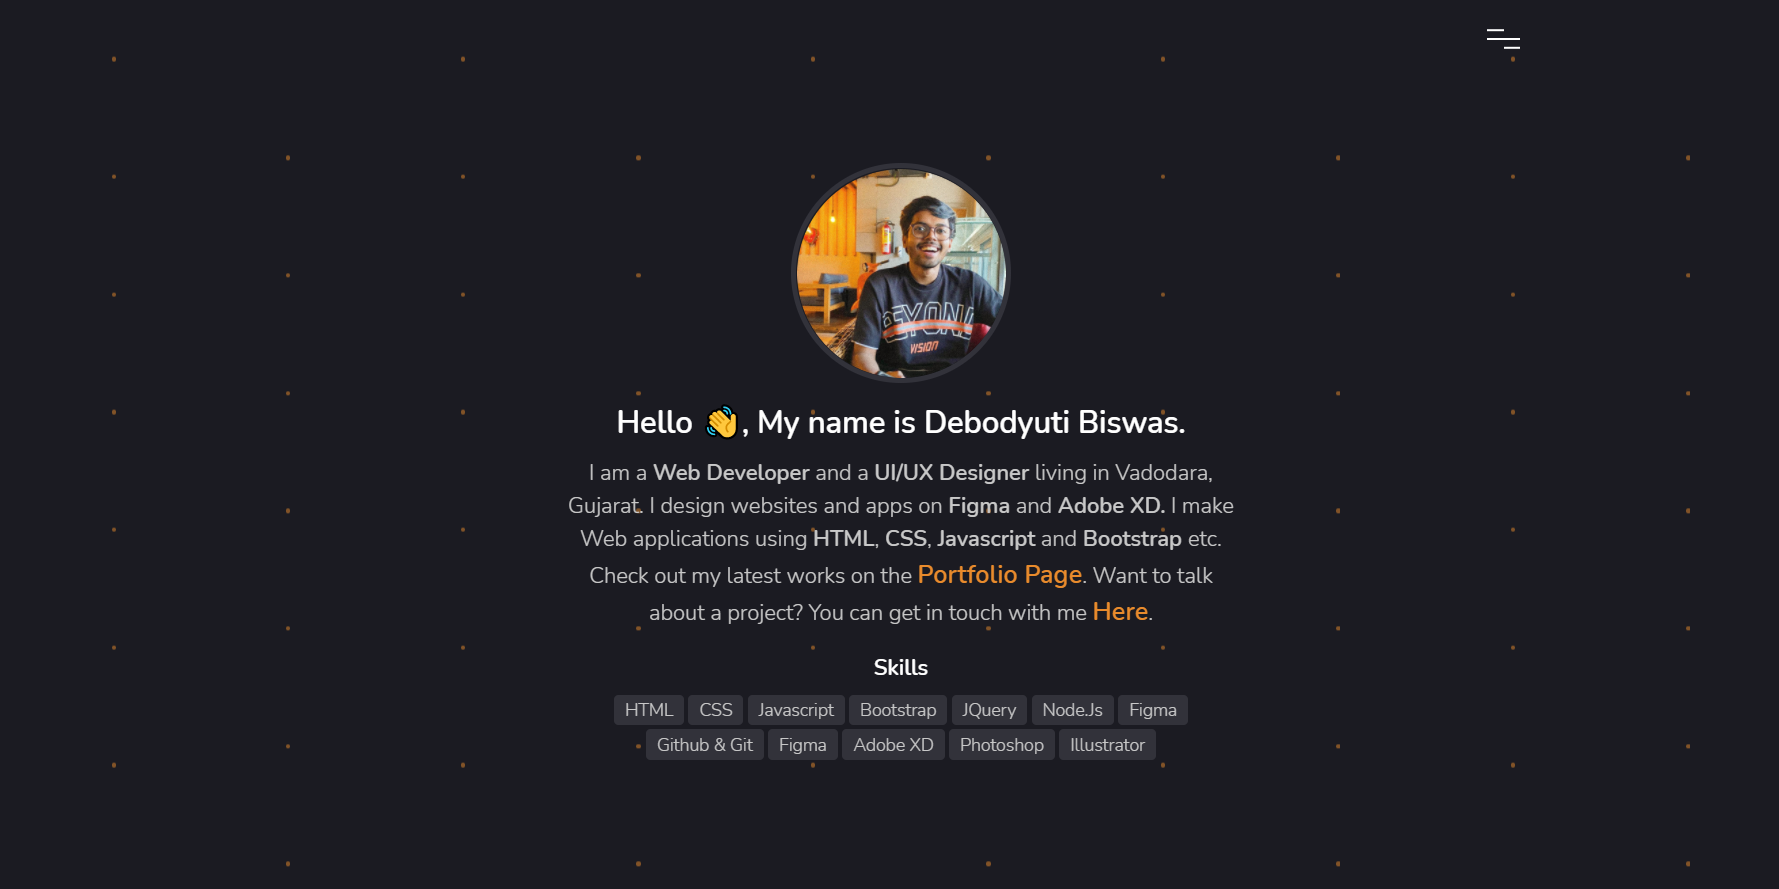 BEYOND
VISION
Hello 👋, My name is Debodyuti Biswas.
I am a Web Developer and a UI/UX Designer living in Vadodara,
Gujarat. I design websites and apps on Figma and Adobe XD. I make
Web applications using HTML, CSS, Javascript and Bootstrap etc.
Check out my latest works on the Portfolio Page. Want to talk
about a project? You can get in touch with me Here.
Skills
HTML CSS Javascript Bootstrap JQuery Node.Js Figma
Github & Git Figma Adobe XD Photoshop Illustrator